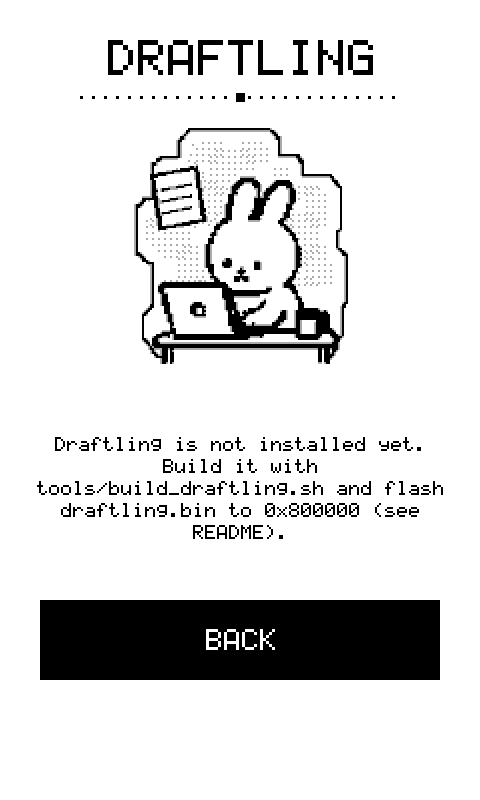 DRAFTLING
Draftling is not installed yet.
Build it with
tools/build_draftling.sh and flash
draftling.bin to 0x800000 (see
README).
BACK